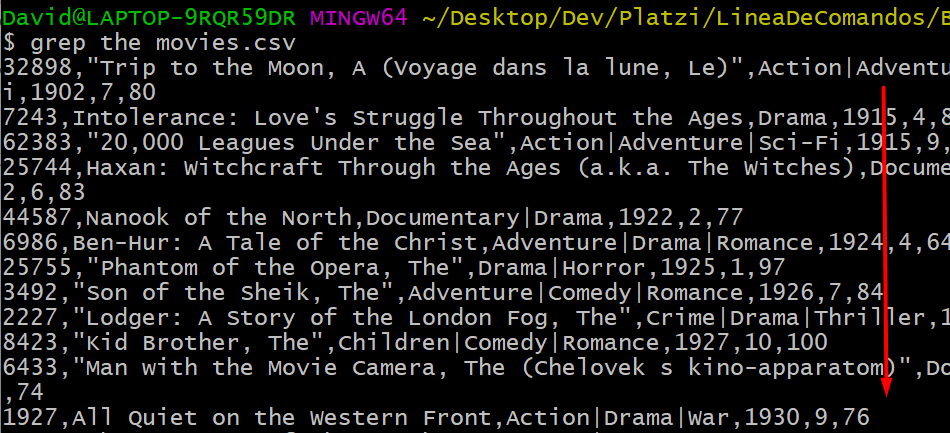 David@LAPTOP-9RQR59DR MINGW64 ~/Desktop/Dev/Platzi/LineaDeComandos/B
$ grep the movies.csv
32898,"Trip to the Moon, A (Voyage dans la lune, Le)",Action|Adventu
i,1902,7,80
7243,Intolerance: Love's Struggle Throughout the Ages,Drama,1915,4,8
62383,"20,000 Leagues Under the Sea",Action|Adventure|Sci-Fi,1915,9,
25744,Haxan: Witchcraft Through the Ages (a.k.a. The Witches),Docume
2,6,83
44587,Nanook of the North,Documentary|Drama,1922,2,77
6986,Ben-Hur: A Tale of the Christ,Adventure|Drama|Romance,1924,4,64
25755,"Phantom of the Opera, The",Drama|Horror,1925,1,97
3492,"Son of the Sheik, The",Adventure|Comedy|Romance,1926,7,84
2227,"Lodger: A Story of the London Fog, The",Crime|Drama|Thriller,1
8423,"Kid Brother, The",Children|Comedy|Romance,1927,10,100
6433,"Man with the Movie Camera, The (Chelovek s kino-apparatom)",Do
,74
1927,All Quiet on the Western Front,Action|Drama|War,1930,9,76